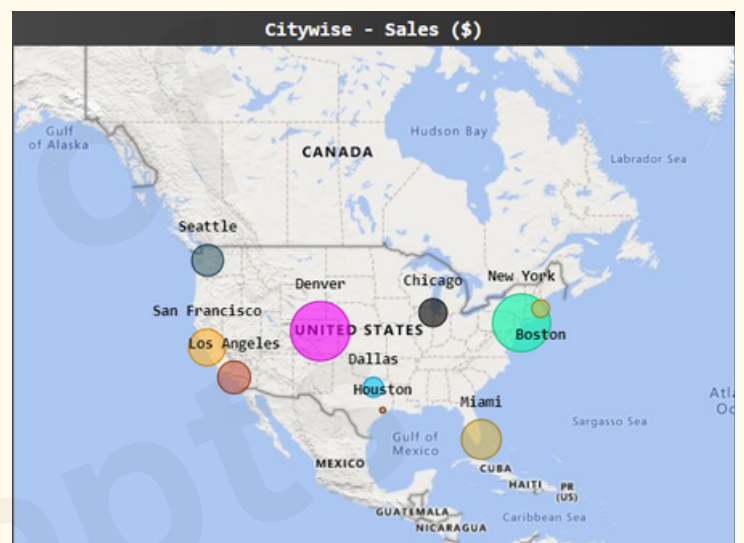 Citywise - Sales ($)
Gulf
of Alaska
Hudson Bay
CANADA
Labrador Sea
Seattle
Denver
Chicago
New York
San Francisco
UNITED STATES
Boston
Los Angeles
Dallas
Houston
Miami
Atl
Oc
Sargasso Sea
Gulf of
Mexico
MEXICO
CUBA
HAITI
PR
(US)
GUATEMALA
NICARAGUA
Caribbean Sea